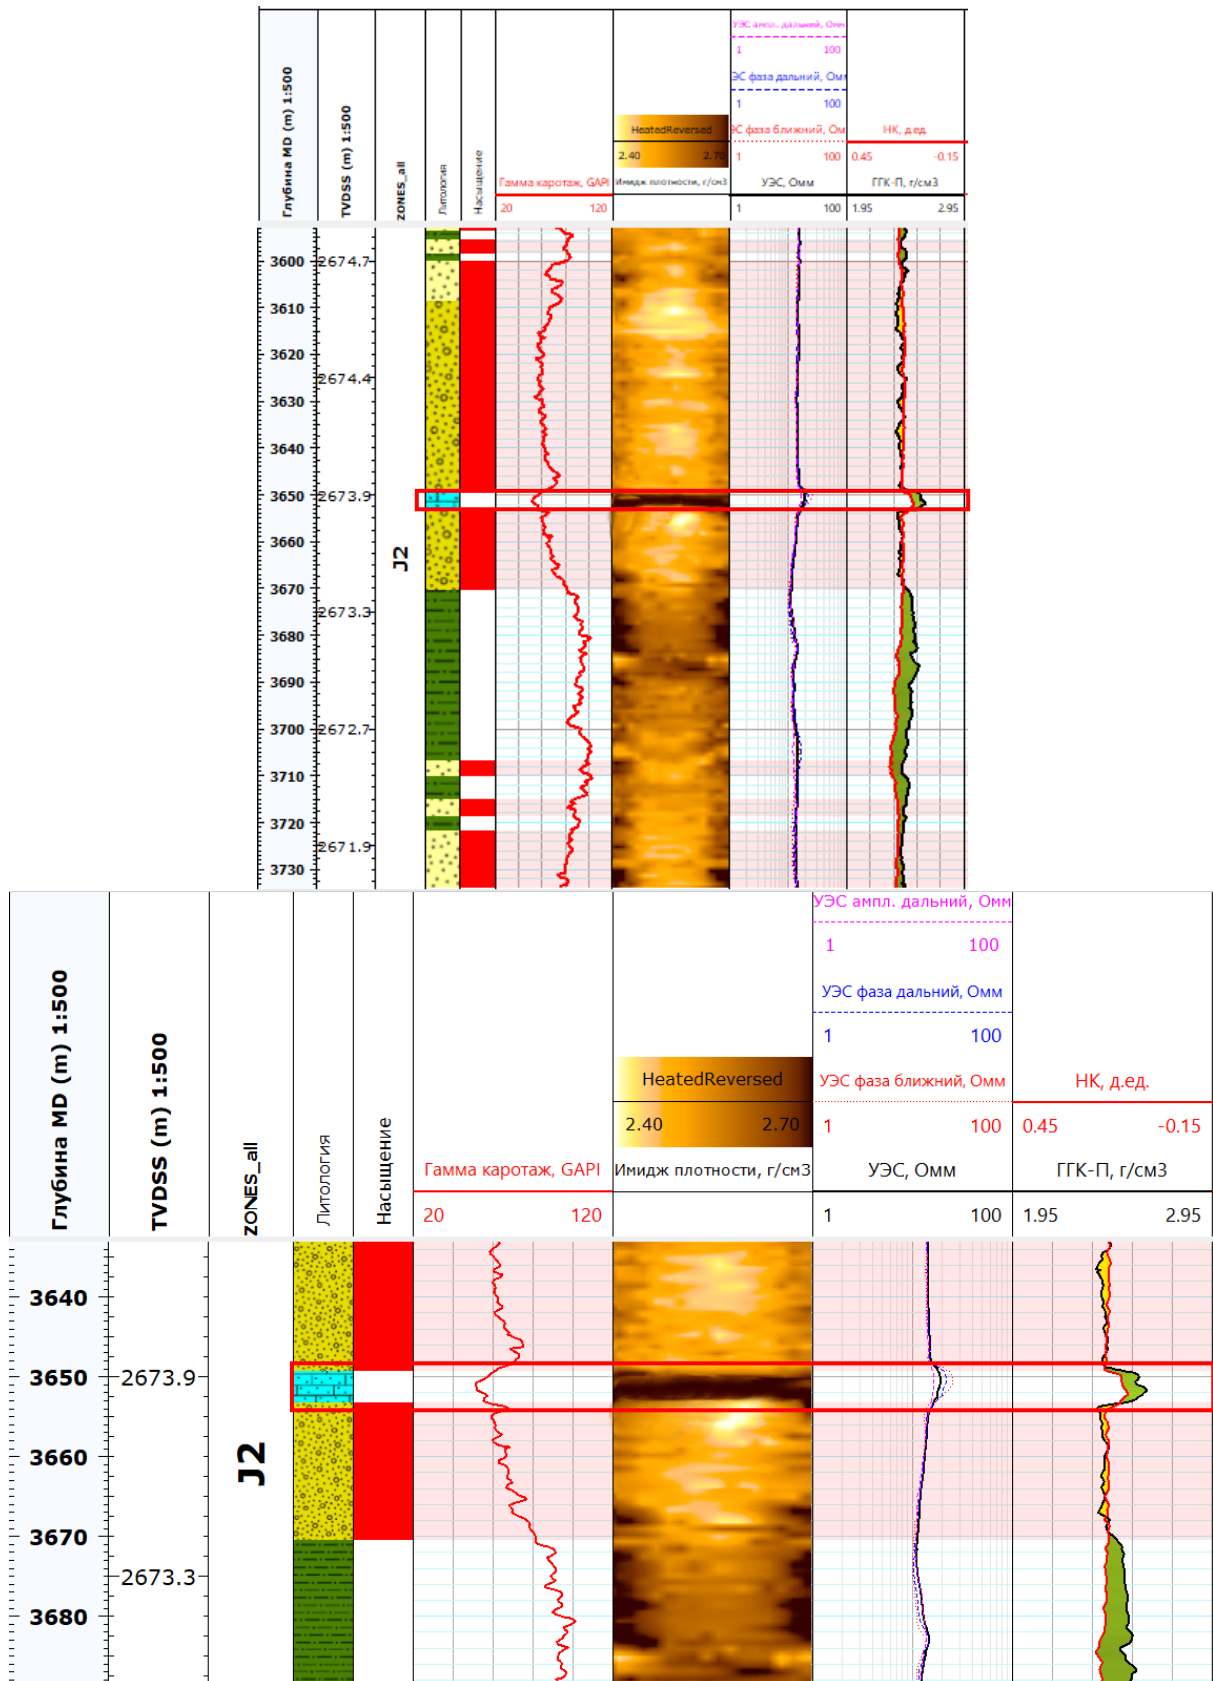 Глубина MD (m) 1:500
TVDSS (m) 1:500
ZONES_all
Литология
Насыщение
Гамма каротаж, GAPI
20 120
HeatedReversed
2.40 2.70
Имидж плотности, г/см3
УЭС ампл. дальний, Омм
1 100
ЭС фаза дальний, Омм
1 100
ЭС фаза ближний, Ом
1 100
УЭС, Омм
1 100
НК, д.ед.
0.45 -0.15
ГГК-П, г/см3
1.95 2.95
3600 2674.7
3610
3620
2674.4
3630
3640
3650 2673.9
3660
J2
3670
2673.3
3680
3690
3700 2672.7
3710
3720
2671.9
3730
Глубина MD (m) 1:500
TVDSS (m) 1:500
ZONES_all
Литология
Насыщение
Гамма каротаж, GAPI
20 120
HeatedReversed
2.40 2.70
Имидж плотности, г/см3
УЭС ампл. дальний, Омм
1 100
УЭС фаза дальний, Омм
1 100
УЭС фаза ближний, Омм
1 100
УЭС, Омм
1 100
НК, д.ед.
0.45 -0.15
ГГК-П, г/см3
1.95 2.95
3640
3650 2673.9
3660
J2
3670
2673.3
3680